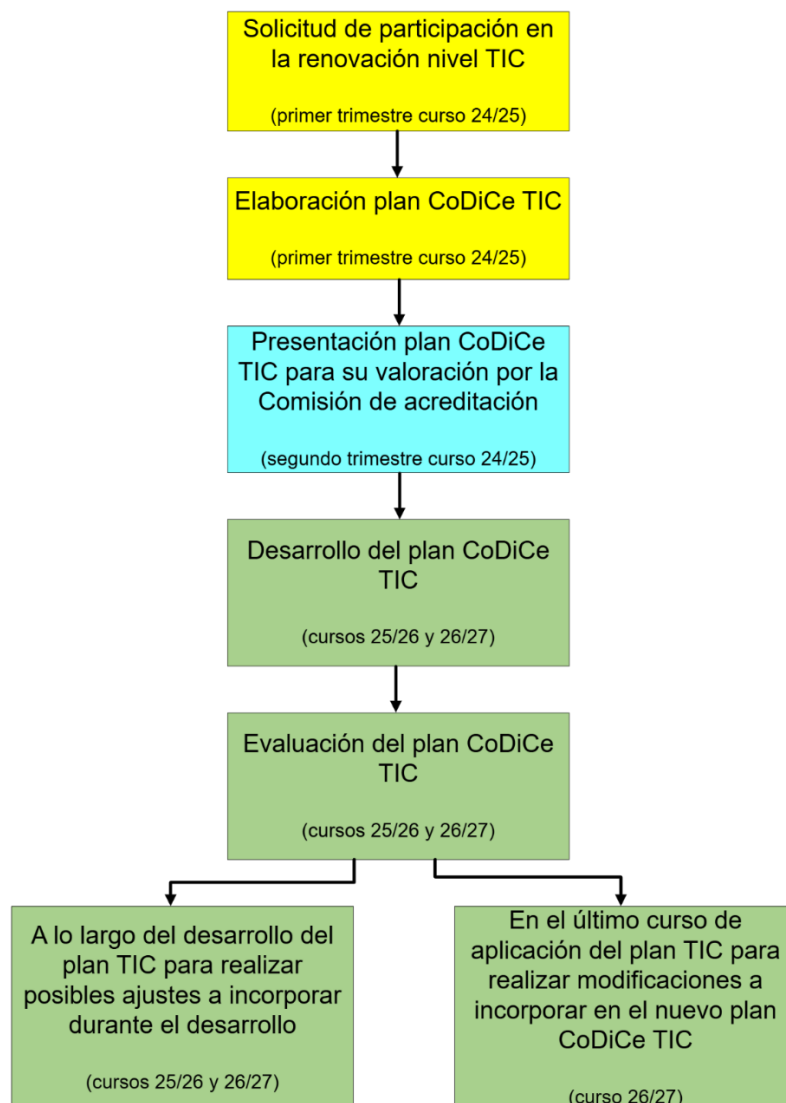 Solicitud de participación en
la renovación nivel TIC
(primer trimestre curso 24/25)
Elaboración plan CoDiCe TIC
(primer trimestre curso 24/25)
Presentación plan CoDiCe
TIC para su valoración por la
Comisión de acreditación
(segundo trimestre curso 24/25)
Desarrollo del plan CoDiCe
TIC
(cursos 25/26 y 26/27)
Evaluación del plan CoDiCe
TIC
(cursos 25/26 y 26/27)
A lo largo del desarrollo del
plan TIC para realizar
posibles ajustes a incorporar
durante el desarrollo
(cursos 25/26 y 26/27)
En el último curso de
aplicación del plan TIC para
realizar modificaciones a
incorporar en el nuevo plan
CoDiCe TIC
(curso 26/27)